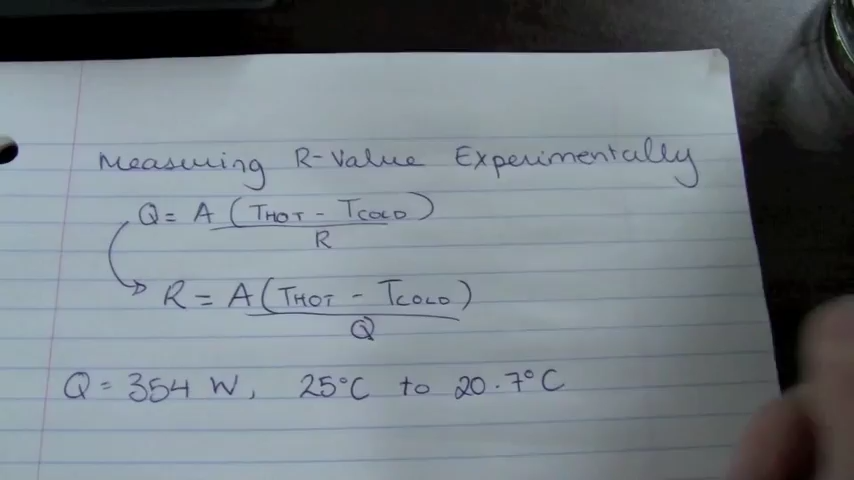 Measuring R-Value Experimentally
Q = A (THOT - TCOLD)
R
R = A (THOT - TCOLD)
Q
Q = 354 W, 25°C to 20.7°C